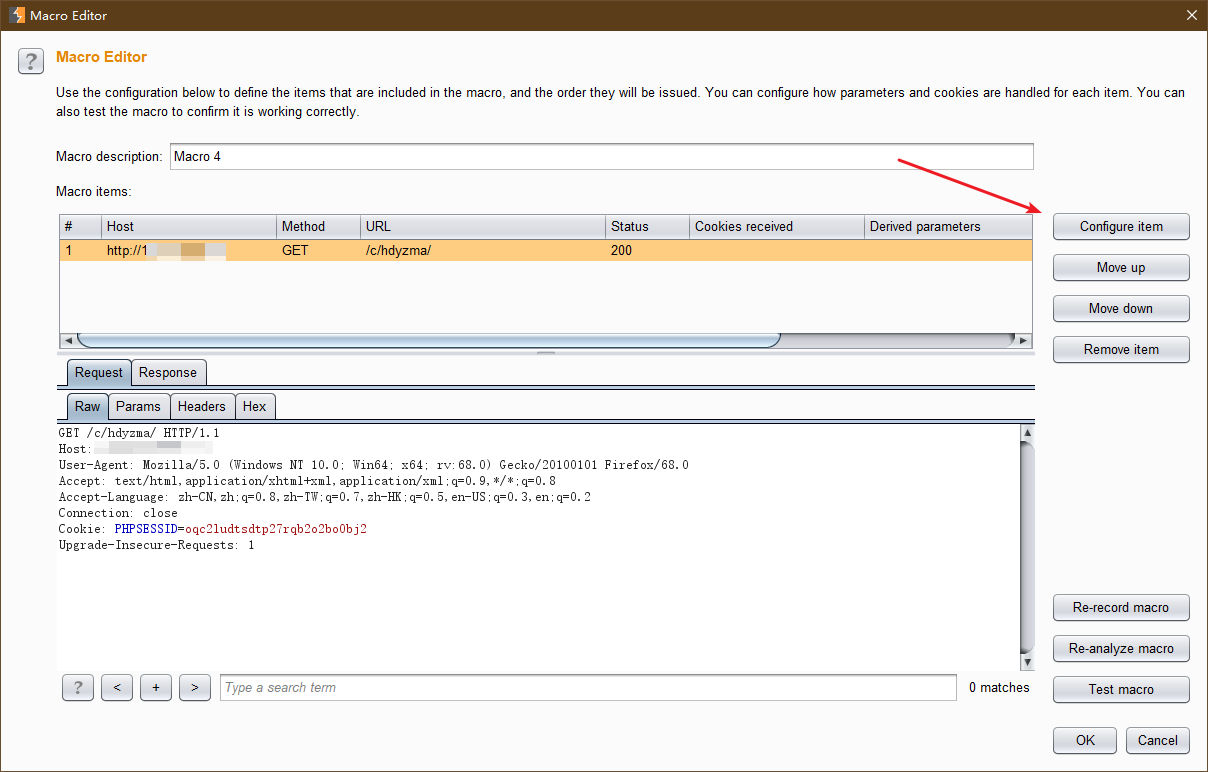 Macro Editor
Macro Editor
Use the configuration below to define the items that are included in the macro, and the order they will be issued. You can configure how parameters and cookies are handled for each item. You can
also test the macro to confirm it is working correctly.
Macro description: Macro 4
Macro items:
# Host Method URL Status Cookies received Derived parameters
1 http://1 GET /c/hdyzma/ 200
Configure item
Move up
Move down
Remove item
Request Response
Raw Params Headers Hex
GET /c/hdyzma/ HTTP/1.1
Host:
User-Agent: Mozilla/5.0 (Windows NT 10.0; Win64; x64; rv:68.0) Gecko/20100101 Firefox/68.0
Accept: text/html,application/xhtml+xml,application/xml;q=0.9,*/*;q=0.8
Accept-Language: zh-CN,zh;q=0.8,zh-TW;q=0.7,zh-HK;q=0.5,en-US;q=0.3,en;q=0.2
Connection: close
Cookie: PHPSESSID=oqc2ludtsdtp27rqb2o2bo0bj2
Upgrade-Insecure-Requests: 1
Re-record macro
Re-analyze macro
Test macro
? < + > Type a search term 0 matches
OK Cancel